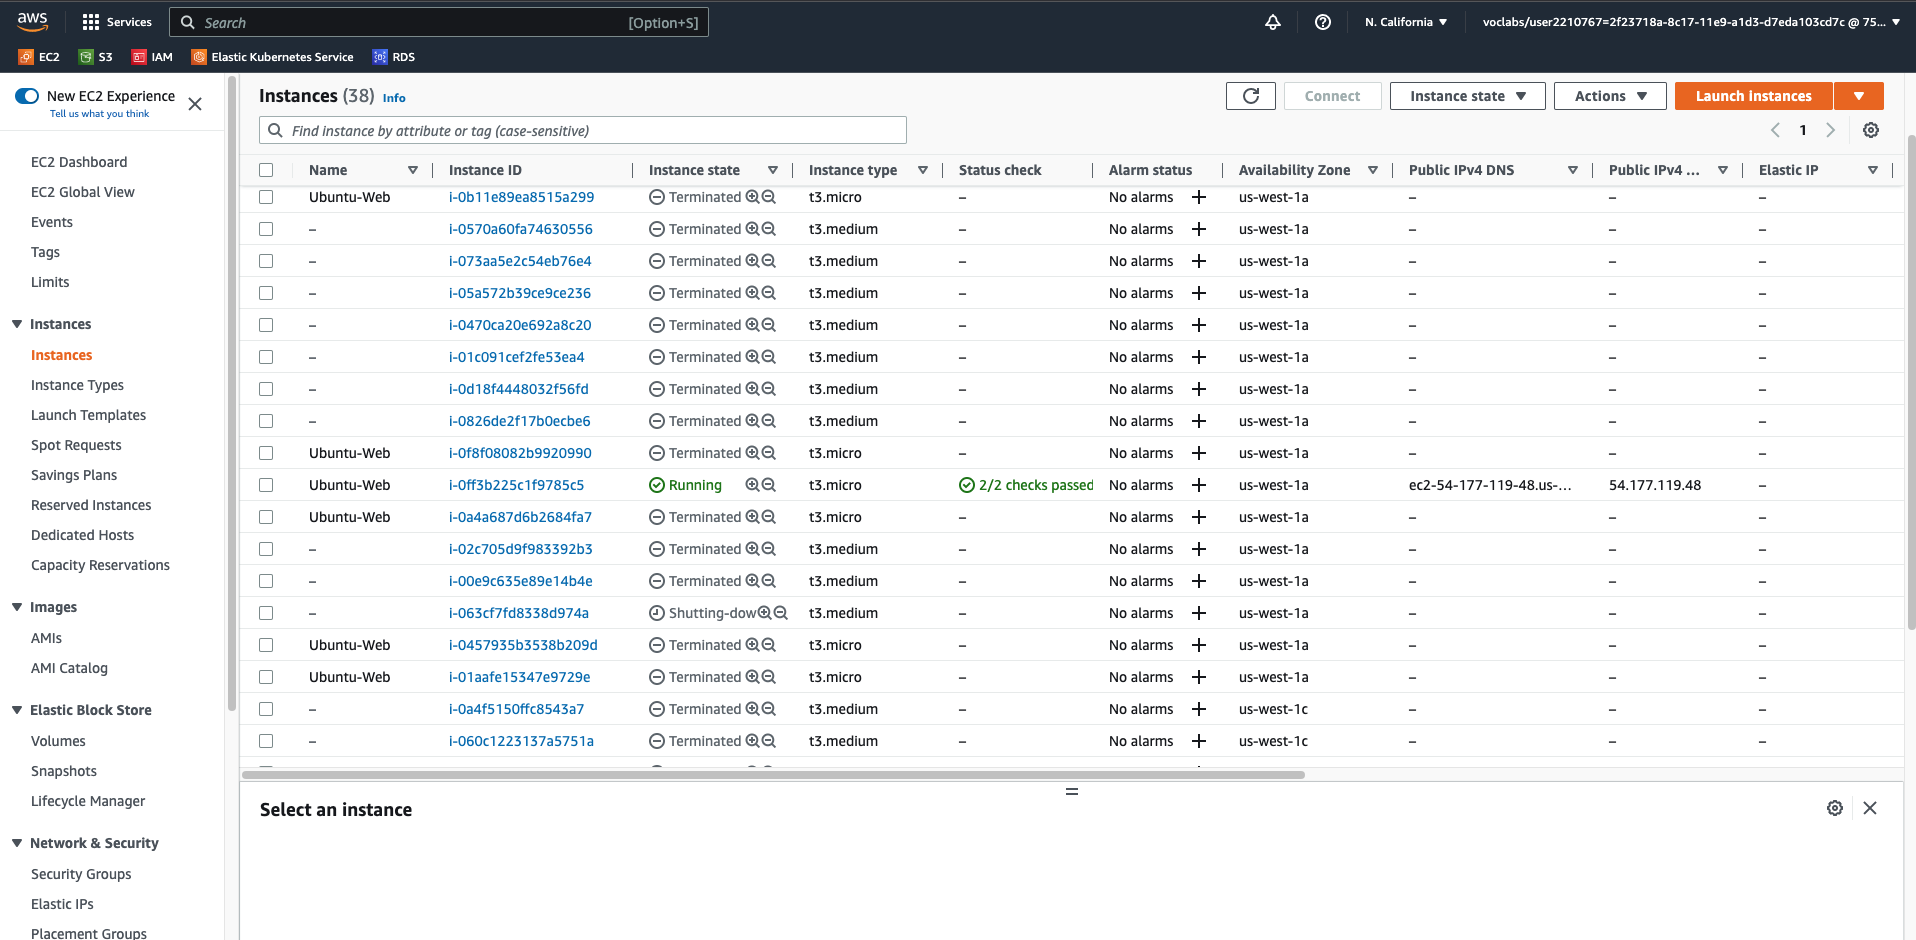 aws
Services
Search
[Option+S]
N. California
voclabs/user2210767=2f23718a-8c17-11e9-a1d3-d7eda103cd7c @ 75...
EC2
S3
IAM
Elastic Kubernetes Service
RDS
New EC2 Experience
Tell us what you think
EC2 Dashboard
EC2 Global View
Events
Tags
Limits
Instances
Instances
Instance Types
Launch Templates
Spot Requests
Savings Plans
Reserved Instances
Dedicated Hosts
Capacity Reservations
Images
AMIs
AMI Catalog
Elastic Block Store
Volumes
Snapshots
Lifecycle Manager
Network & Security
Security Groups
Elastic IPs
Placement Groups
Instances (38) Info
Connect
Instance state
Actions
Launch instances
Find instance by attribute or tag (case-sensitive)
1
Name Instance ID Instance state Instance type Status check Alarm status Availability Zone Public IPv4 DNS Public IPv4 ... Elastic IP
Ubuntu-Web i-0b11e89ea8515a299 Terminated t3.micro – No alarms + us-west-1a – – –
– i-0570a60fa74630556 Terminated t3.medium – No alarms + us-west-1a – – –
– i-073aa5e2c54eb76e4 Terminated t3.medium – No alarms + us-west-1a – – –
– i-05a572b39ce9ce236 Terminated t3.medium – No alarms + us-west-1a – – –
– i-0470ca20e692a8c20 Terminated t3.medium – No alarms + us-west-1a – – –
– i-01c091cef2fe53ea4 Terminated t3.medium – No alarms + us-west-1a – – –
– i-0d18f4448032f56fd Terminated t3.medium – No alarms + us-west-1a – – –
– i-0826de2f17b0ecbe6 Terminated t3.medium – No alarms + us-west-1a – – –
Ubuntu-Web i-0f8f08082b9920990 Terminated t3.micro – No alarms + us-west-1a – – –
Ubuntu-Web i-0ff3b225c1f9785c5 Running t3.micro 2/2 checks passed No alarms + us-west-1a ec2-54-177-119-48.us-... 54.177.119.48 –
Ubuntu-Web i-0a4a687d6b2684fa7 Terminated t3.micro – No alarms + us-west-1a – – –
– i-02c705d9f983392b3 Terminated t3.medium – No alarms + us-west-1a – – –
– i-00e9c635e89e14b4e Terminated t3.medium – No alarms + us-west-1a – – –
– i-063cf7fd8338d974a Shutting-dow t3.medium – No alarms + us-west-1a – – –
Ubuntu-Web i-0457935b3538b209d Terminated t3.micro – No alarms + us-west-1a – – –
Ubuntu-Web i-01aafe15347e9729e Terminated t3.micro – No alarms + us-west-1a – – –
– i-0a4f5150ffc8543a7 Terminated t3.medium – No alarms + us-west-1c – – –
– i-060c1223137a5751a Terminated t3.medium – No alarms + us-west-1c – – –
Select an instance